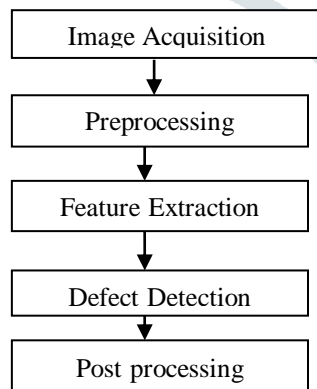 Image Acquisition
Preprocessing
Feature Extraction
Defect Detection
Post processing